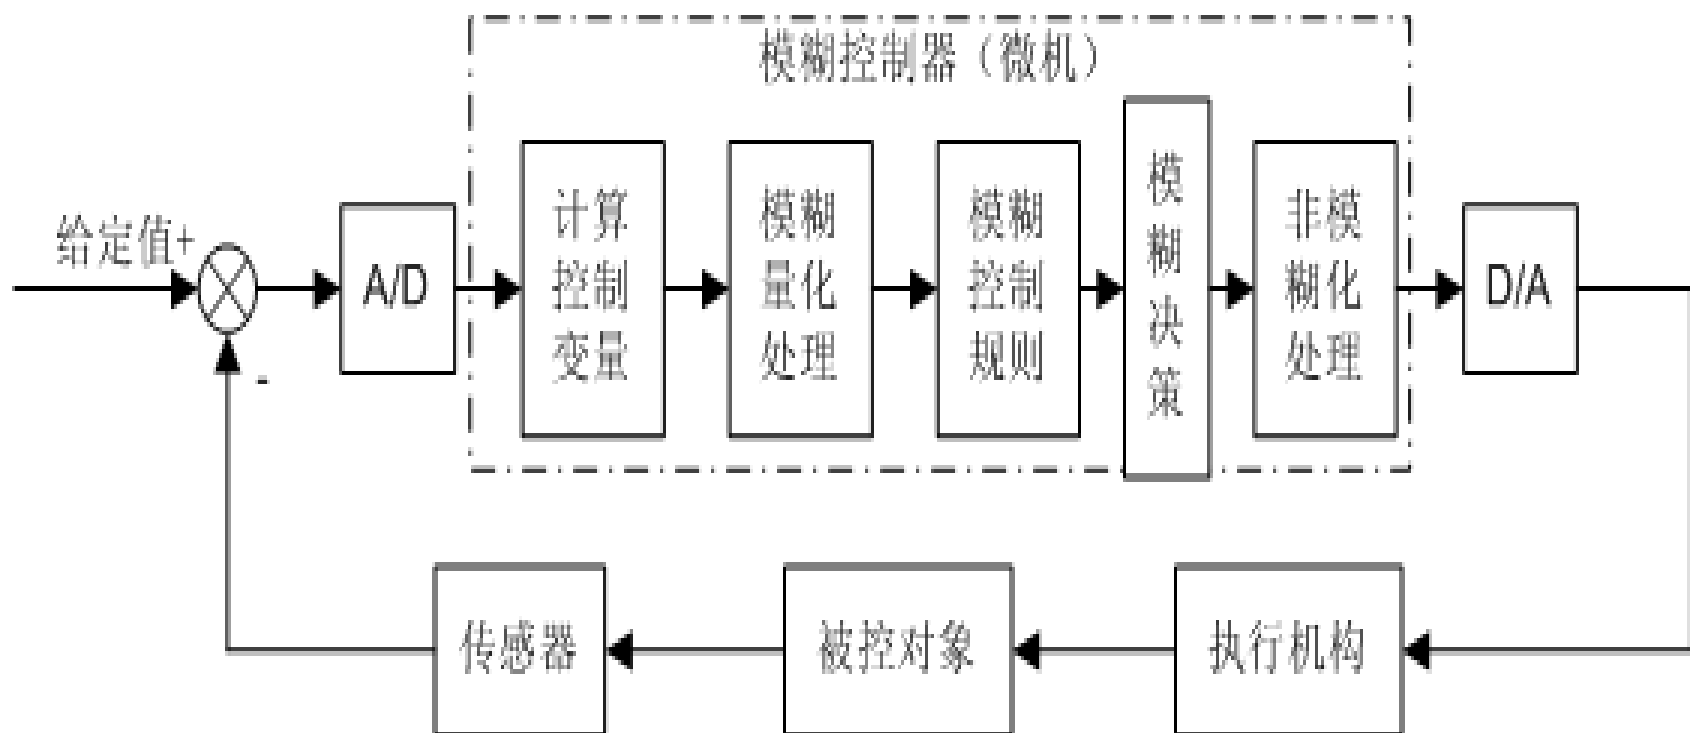 模糊控制器（微机）
给定值+
-
A/D
计算
控制
变量
模糊
量化
处理
模糊
控制
规则
模
糊
决
策
非模
糊化
处理
D/A
传感器
被控对象
执行机构